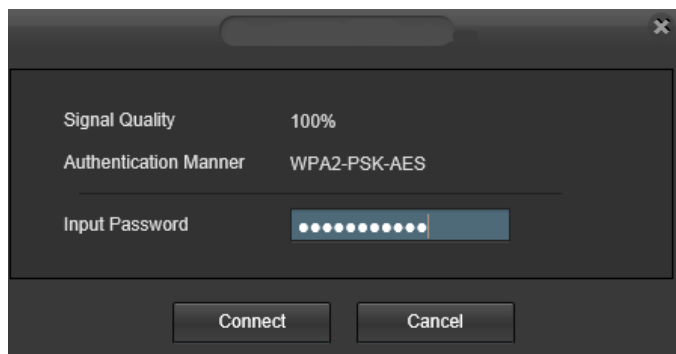 Signal Quality 100%
Authentication Manner WPA2-PSK-AES
Input Password ●●●●●●●●●●●
Connect Cancel